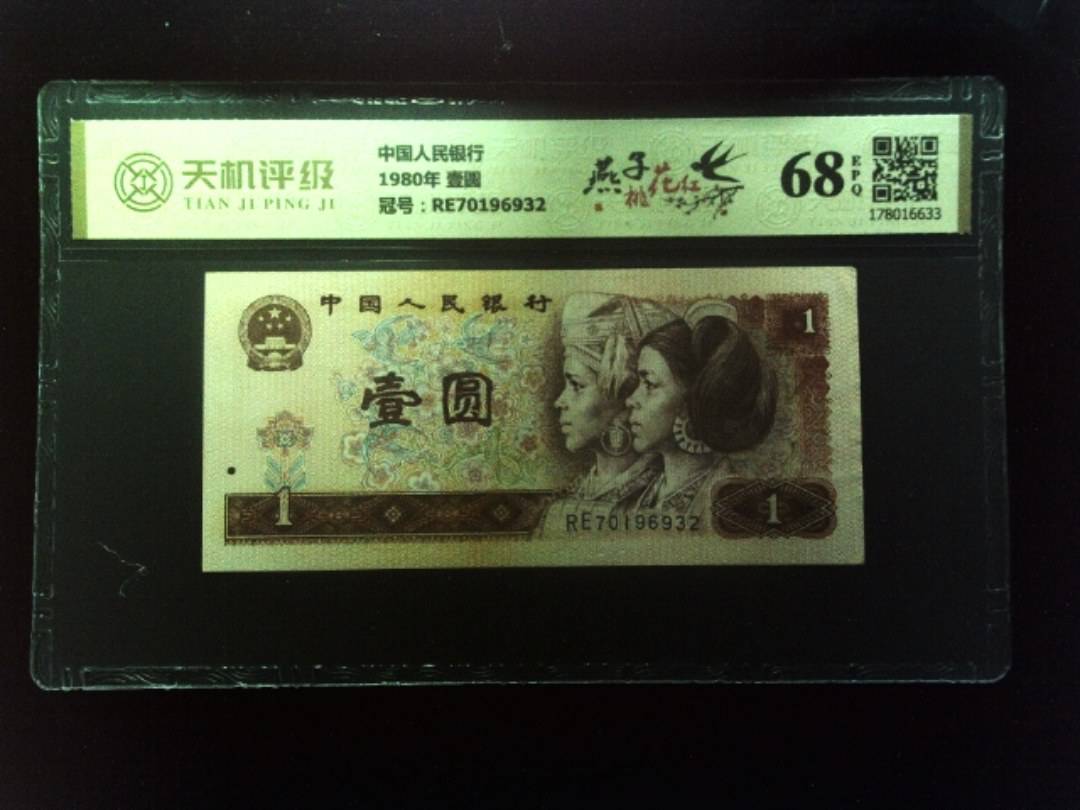 天机评级
TIAN JI PING JI
中国人民银行
1980年 壹圆
冠号：RE70196932
燕子
桃花红
68
EPQ
178016633
中国人民银行
1
壹圆
1
RE70196932
1